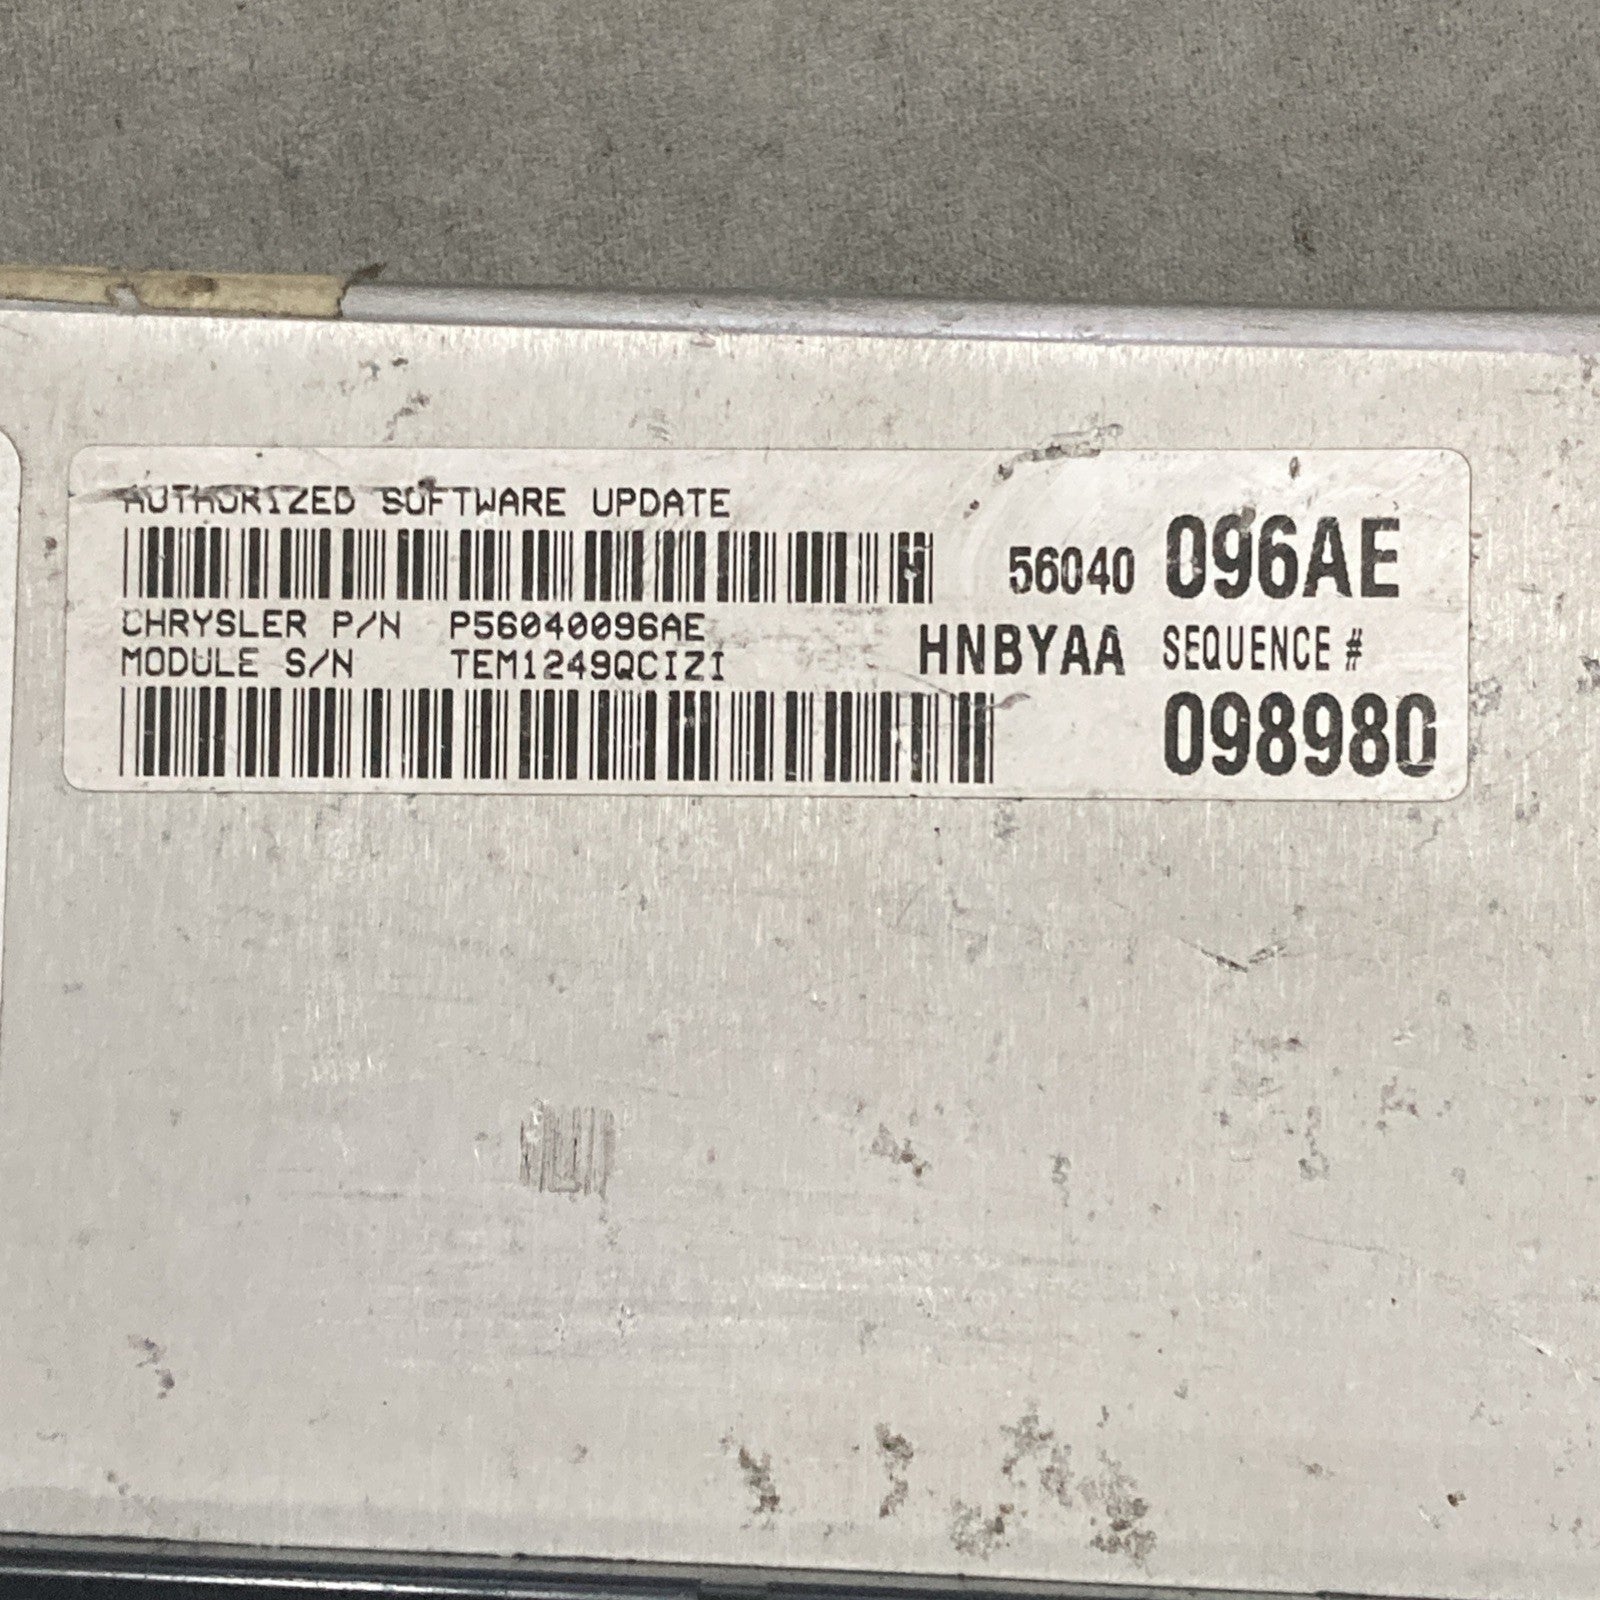 AUTHORIZED SOFTWARE UPDATE
56040 096AE
CHRYSLER P/N P56040096AE
MODULE S/N TEM1249QCIZI
HNBYAA SEQUENCE #
098980